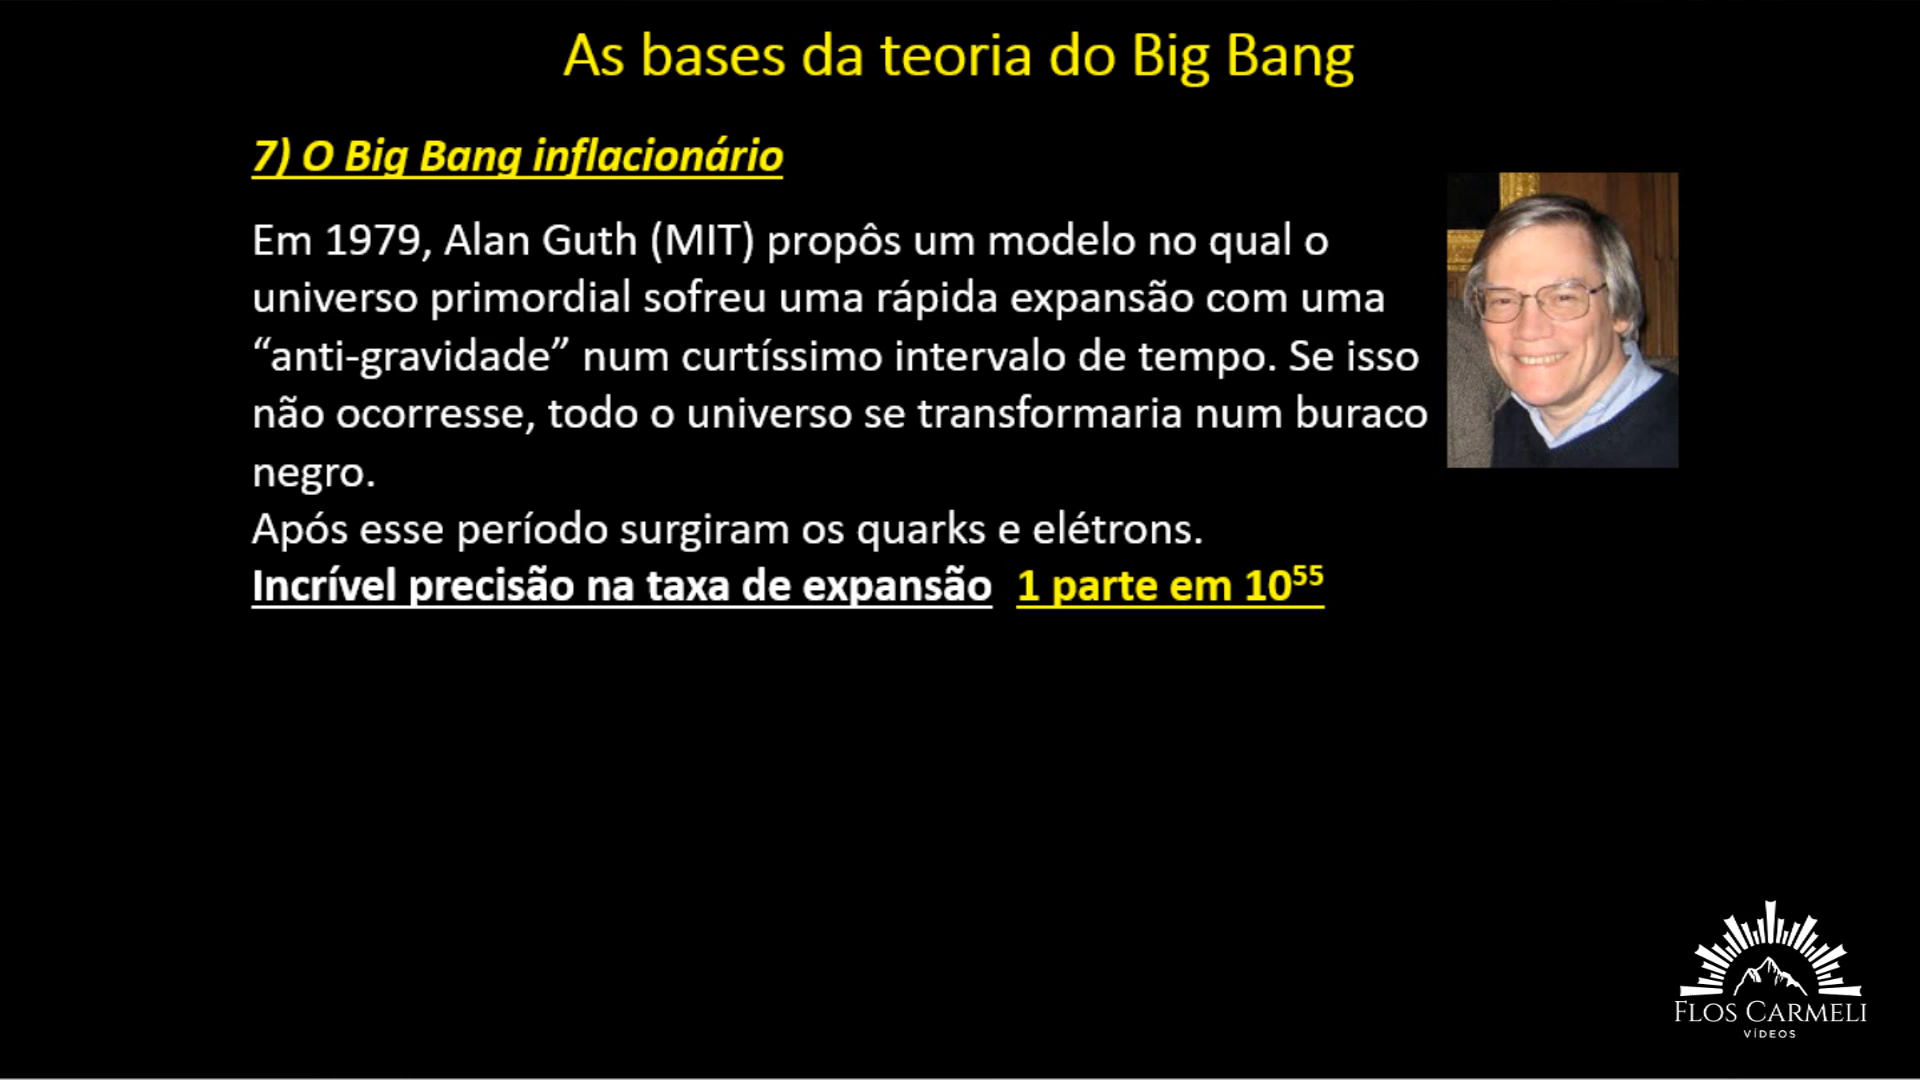 As bases da teoria do Big Bang
7) O Big Bang inflacionário
Em 1979, Alan Guth (MIT) propôs um modelo no qual o
universo primordial sofreu uma rápida expansão com uma
“anti-gravidade” num curtíssimo intervalo de tempo. Se isso
não ocorresse, todo o universo se transformaria num buraco
negro.
Após esse período surgiram os quarks e elétrons.
Incrível precisão na taxa de expansão 1 parte em 10⁵⁵
FLOS CARMELI
VÍDEOS